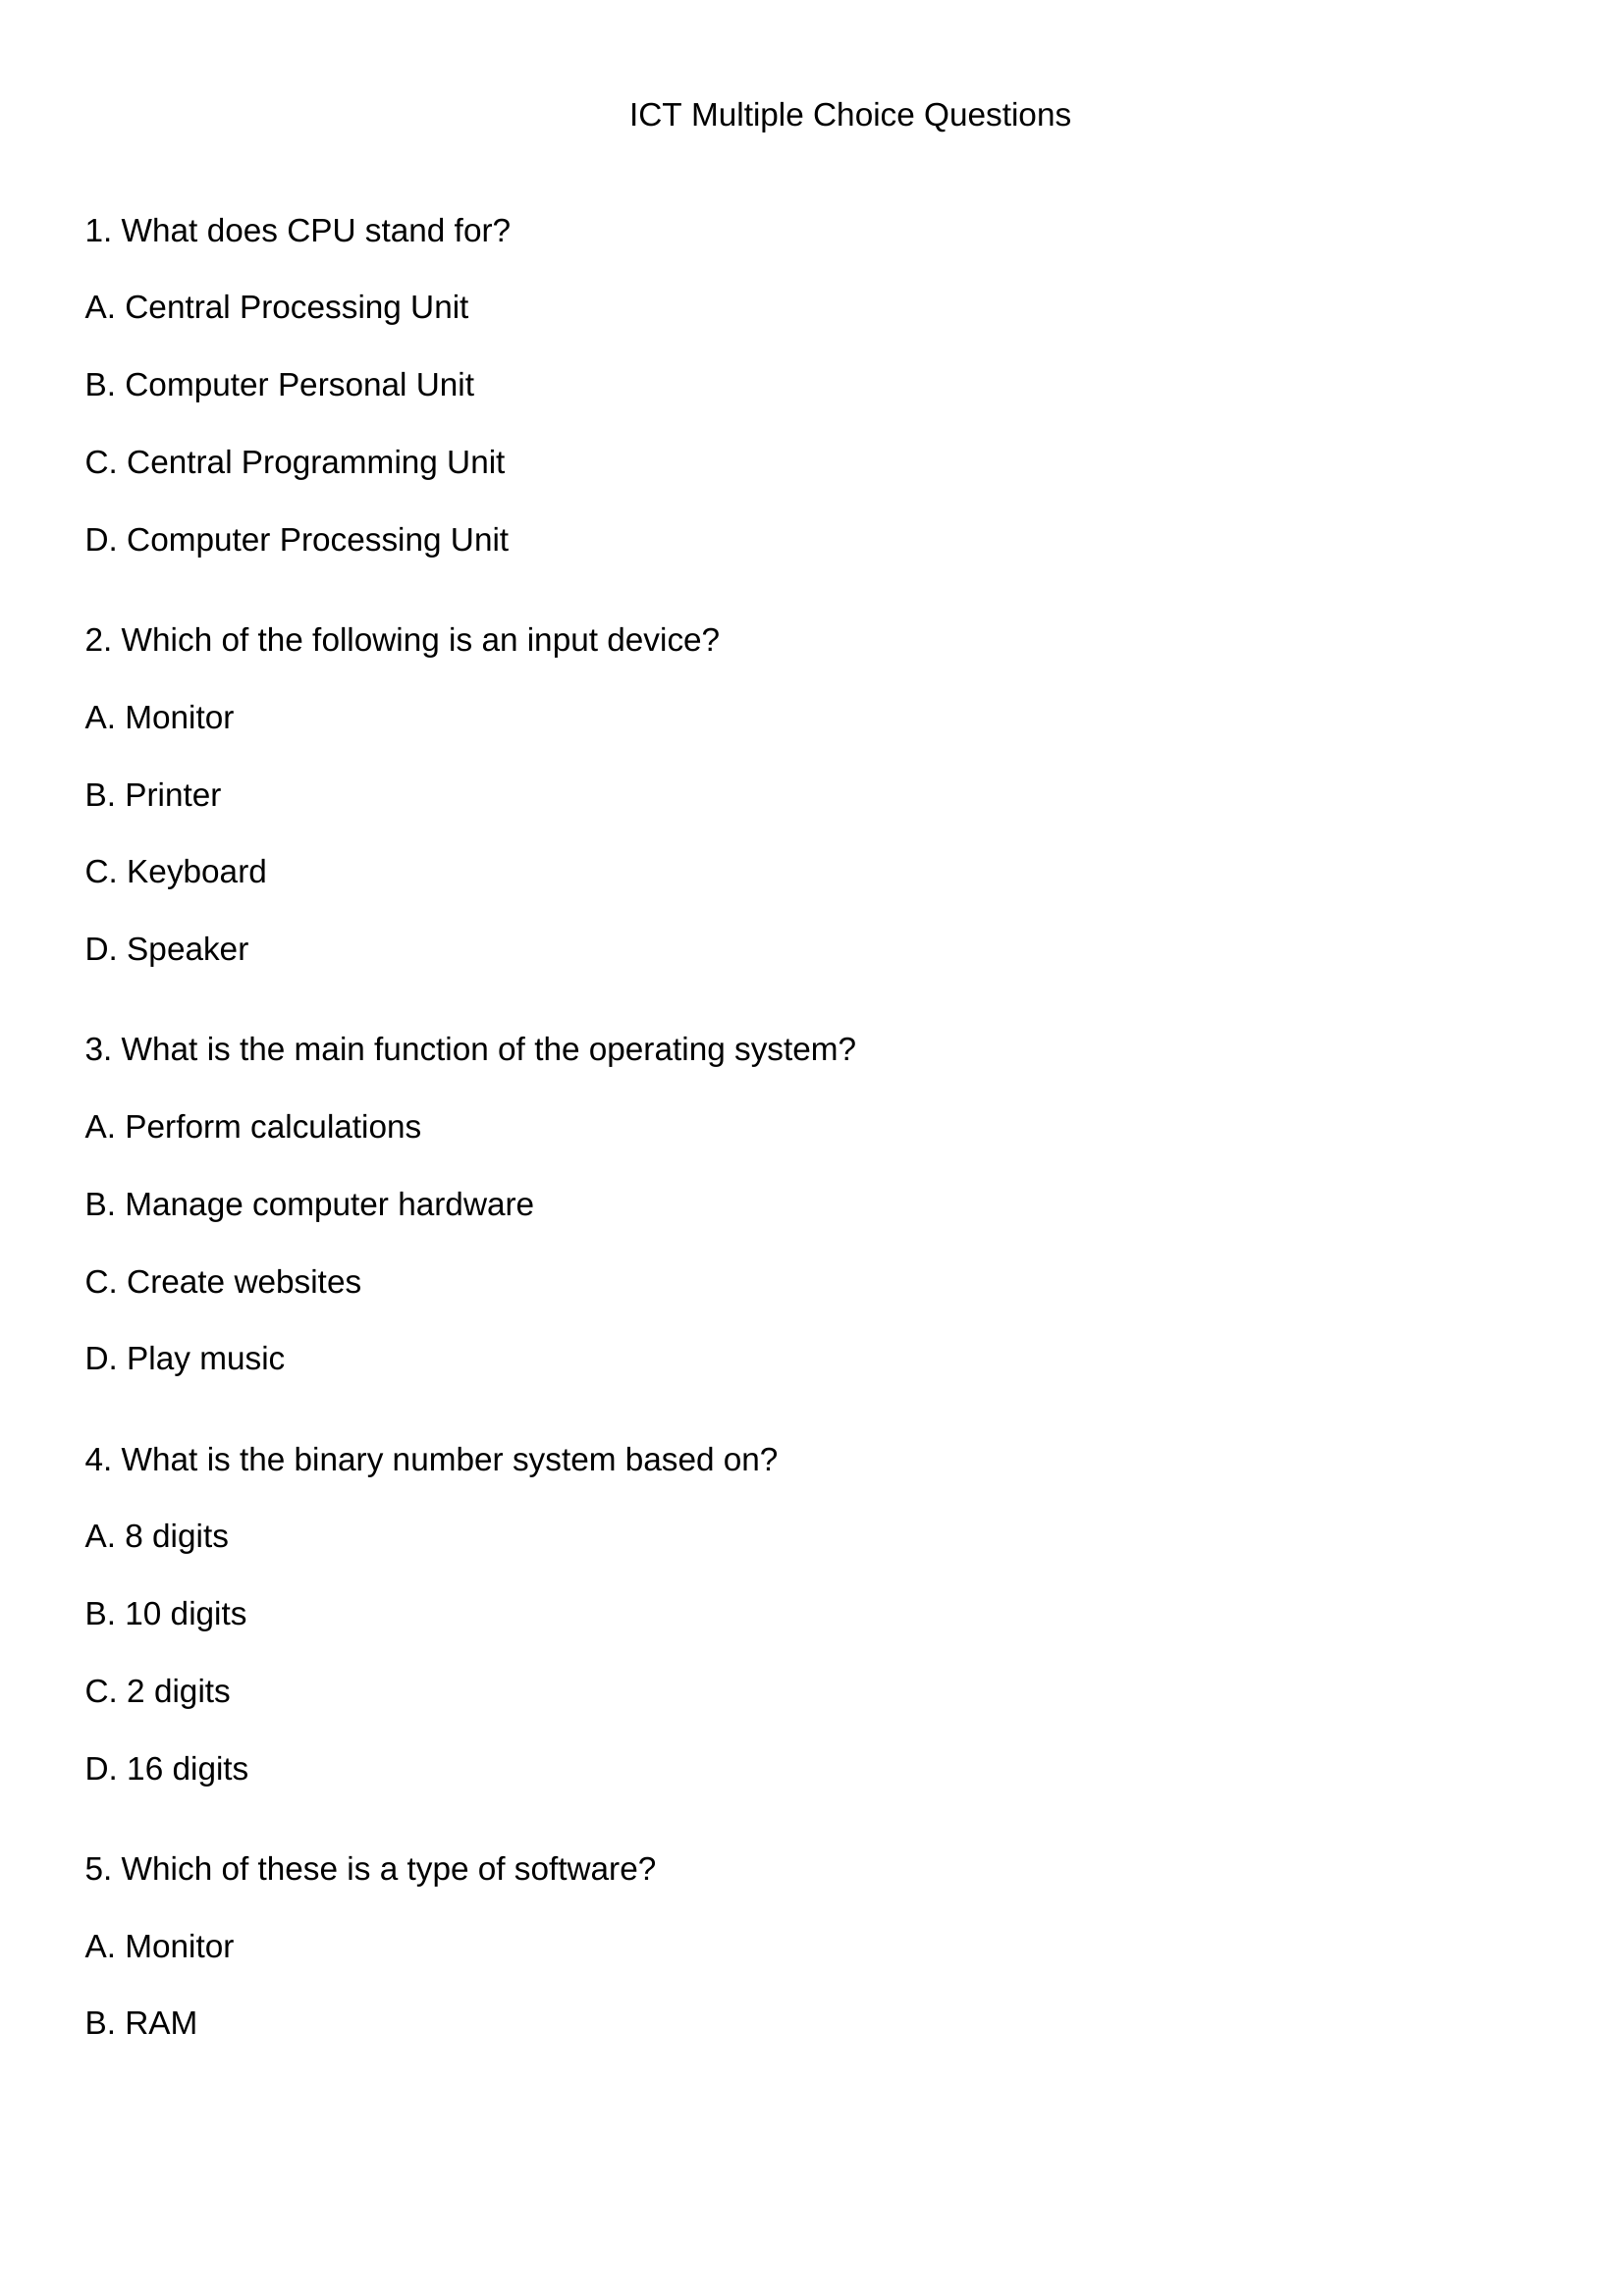 ICT Multiple Choice Questions
1. What does CPU stand for?
A. Central Processing Unit
B. Computer Personal Unit
C. Central Programming Unit
D. Computer Processing Unit
2. Which of the following is an input device?
A. Monitor
B. Printer
C. Keyboard
D. Speaker
3. What is the main function of the operating system?
A. Perform calculations
B. Manage computer hardware
C. Create websites
D. Play music
4. What is the binary number system based on?
A. 8 digits
B. 10 digits
C. 2 digits
D. 16 digits
5. Which of these is a type of software?
A. Monitor
B. RAM